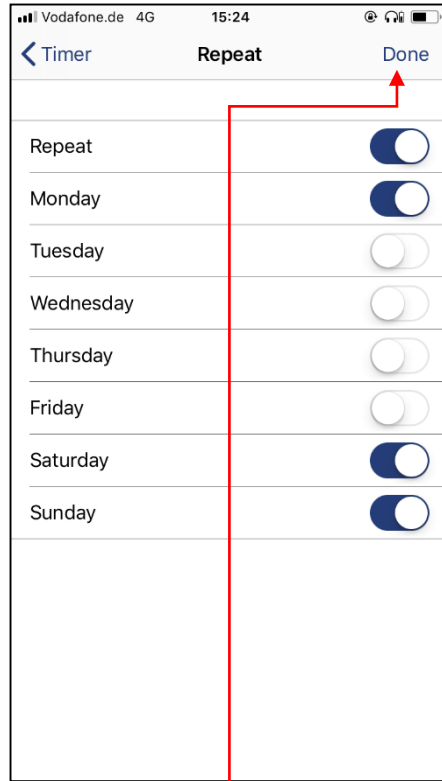 Vodafone.de 4G 15:24
Timer Repeat Done
Repeat
Monday
Tuesday
Wednesday
Thursday
Friday
Saturday
Sunday